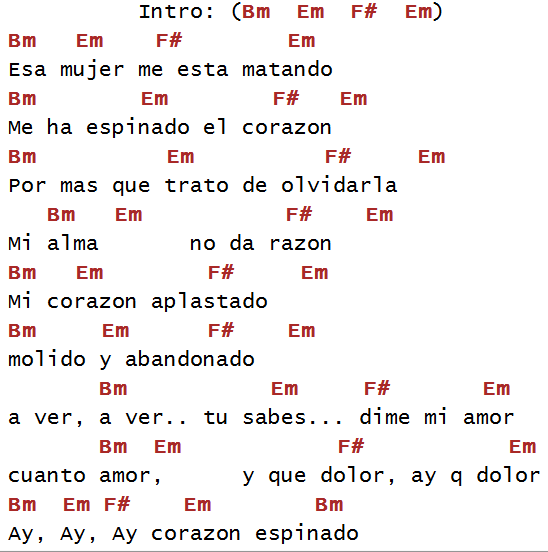 Intro: (Bm  Em  F#  Em)
Bm   Em    F#        Em
Esa mujer me esta matando
Bm        Em        F#   Em
Me ha espinado el corazon
Bm          Em          F#     Em
Por mas que trato de olvidarla
   Bm   Em           F#    Em
Mi alma       no da razon
Bm   Em        F#     Em
Mi corazon aplastado
Bm     Em      F#    Em
molido y abandonado
       Bm           Em     F#       Em
a ver, a ver.. tu sabes... dime mi amor
       Bm  Em            F#           Em
cuanto amor,      y que dolor, ay q dolor
Bm  Em F#    Em        Bm
Ay, Ay, Ay corazon espinado